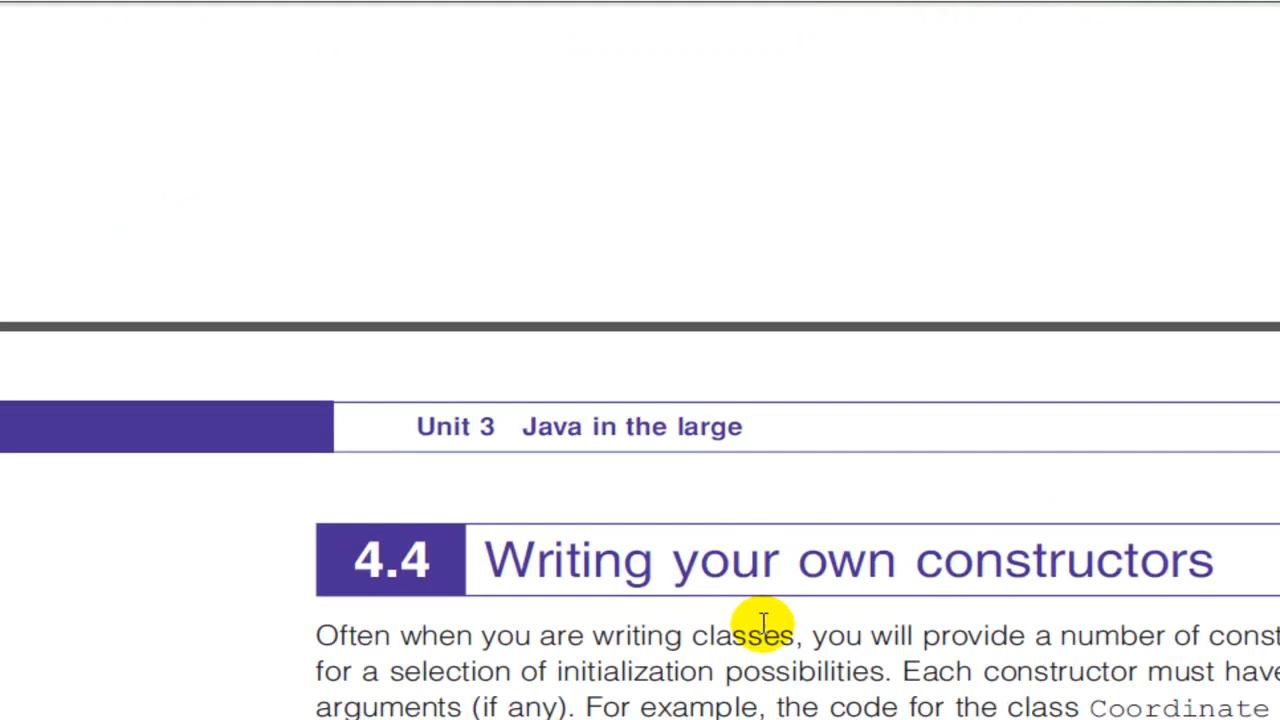 Unit 3 Java in the large
4.4 Writing your own constructors
Often when you are writing classes, you will provide a number of const
for a selection of initialization possibilities. Each constructor must have
arguments (if any). For example, the code for the class Coordinate